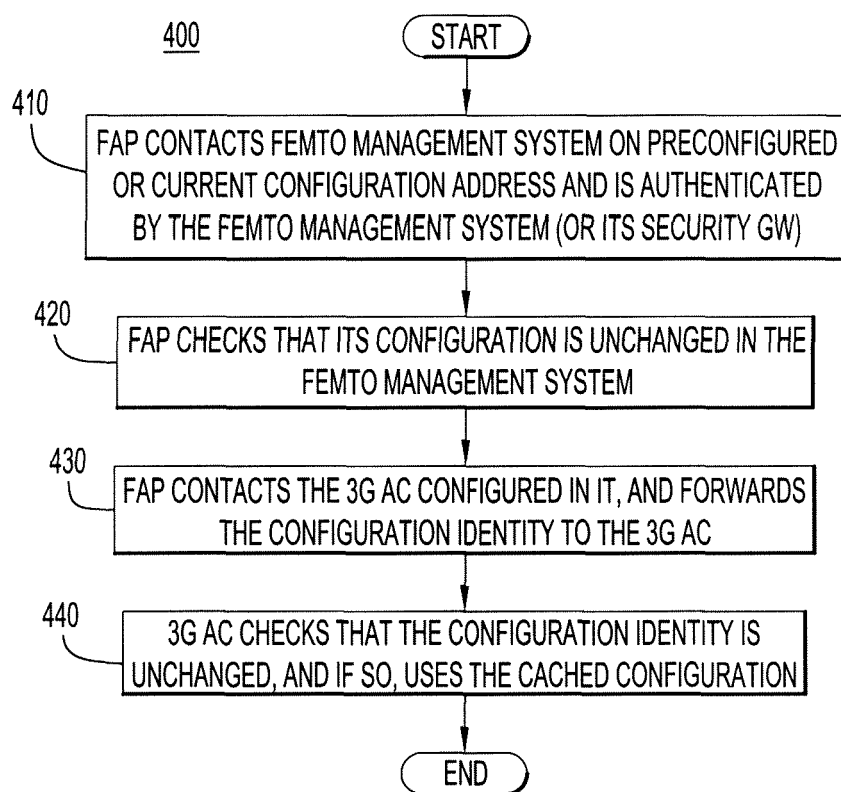 400
START
410
FAP CONTACTS FEMTO MANAGEMENT SYSTEM ON PRECONFIGURED
OR CURRENT CONFIGURATION ADDRESS AND IS AUTHENTICATED
BY THE FEMTO MANAGEMENT SYSTEM (OR ITS SECURITY GW)
420
FAP CHECKS THAT ITS CONFIGURATION IS UNCHANGED IN THE
FEMTO MANAGEMENT SYSTEM
430
FAP CONTACTS THE 3G AC CONFIGURED IN IT, AND FORWARDS
THE CONFIGURATION IDENTITY TO THE 3G AC.
440
3G AC CHECKS THAT THE CONFIGURATION IDENTITY IS
UNCHANGED, AND IF SO, USES THE CACHED CONFIGURATION
END